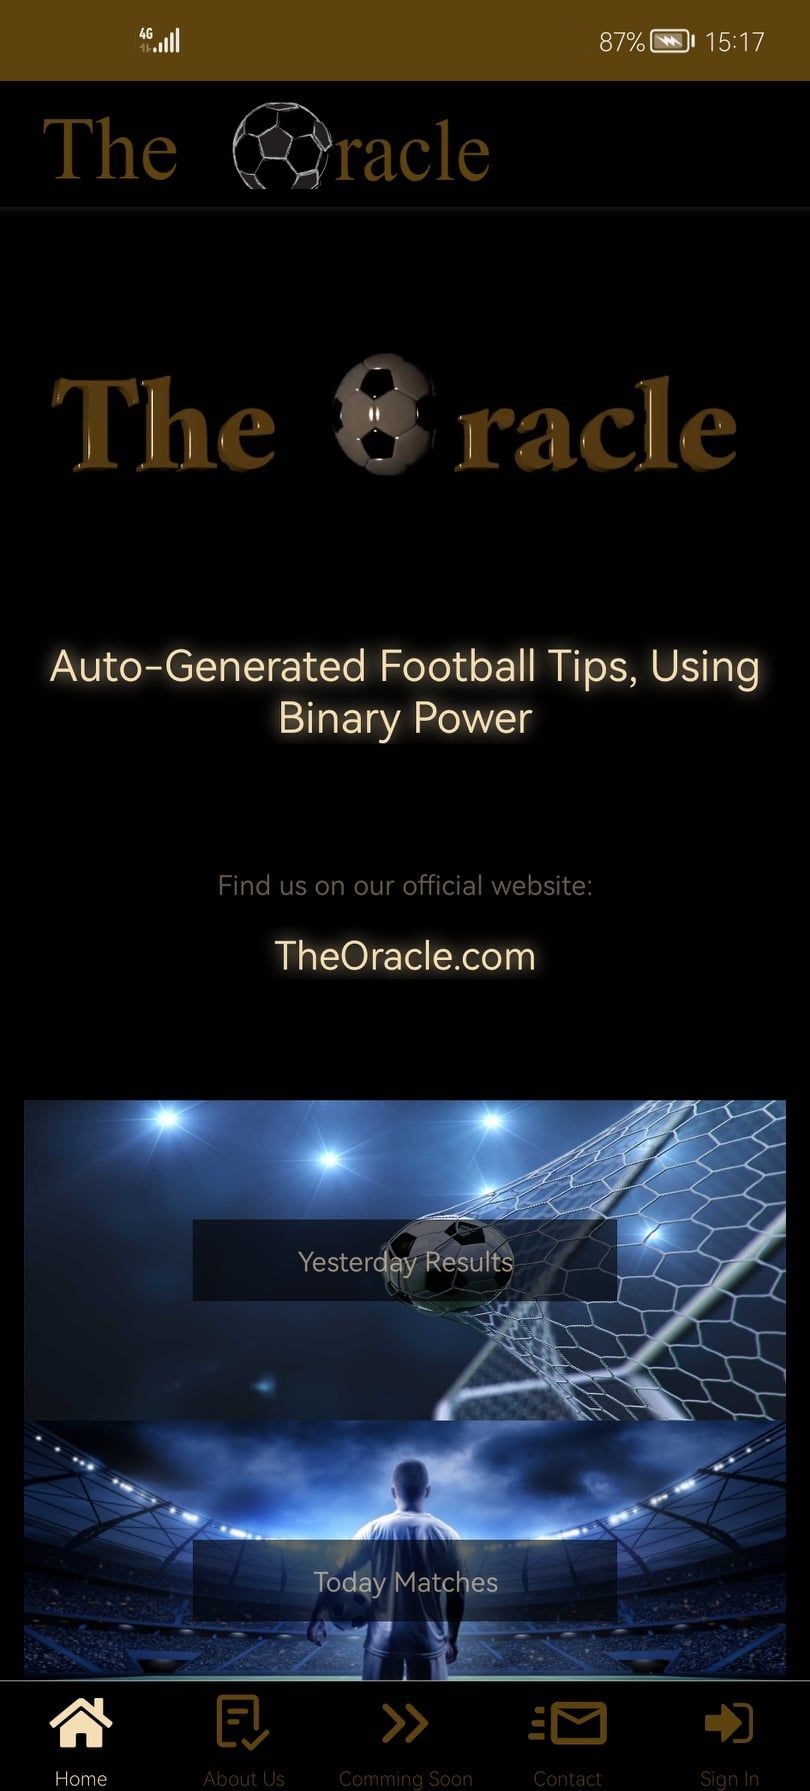 4G
87% 15:17
The racle
The racle
Auto-Generated Football Tips, Using
Binary Power
Find us on our official website:
TheOracle.com
Yesterday Results
Today Matches
Home About Us Comming Soon Contact Sign In